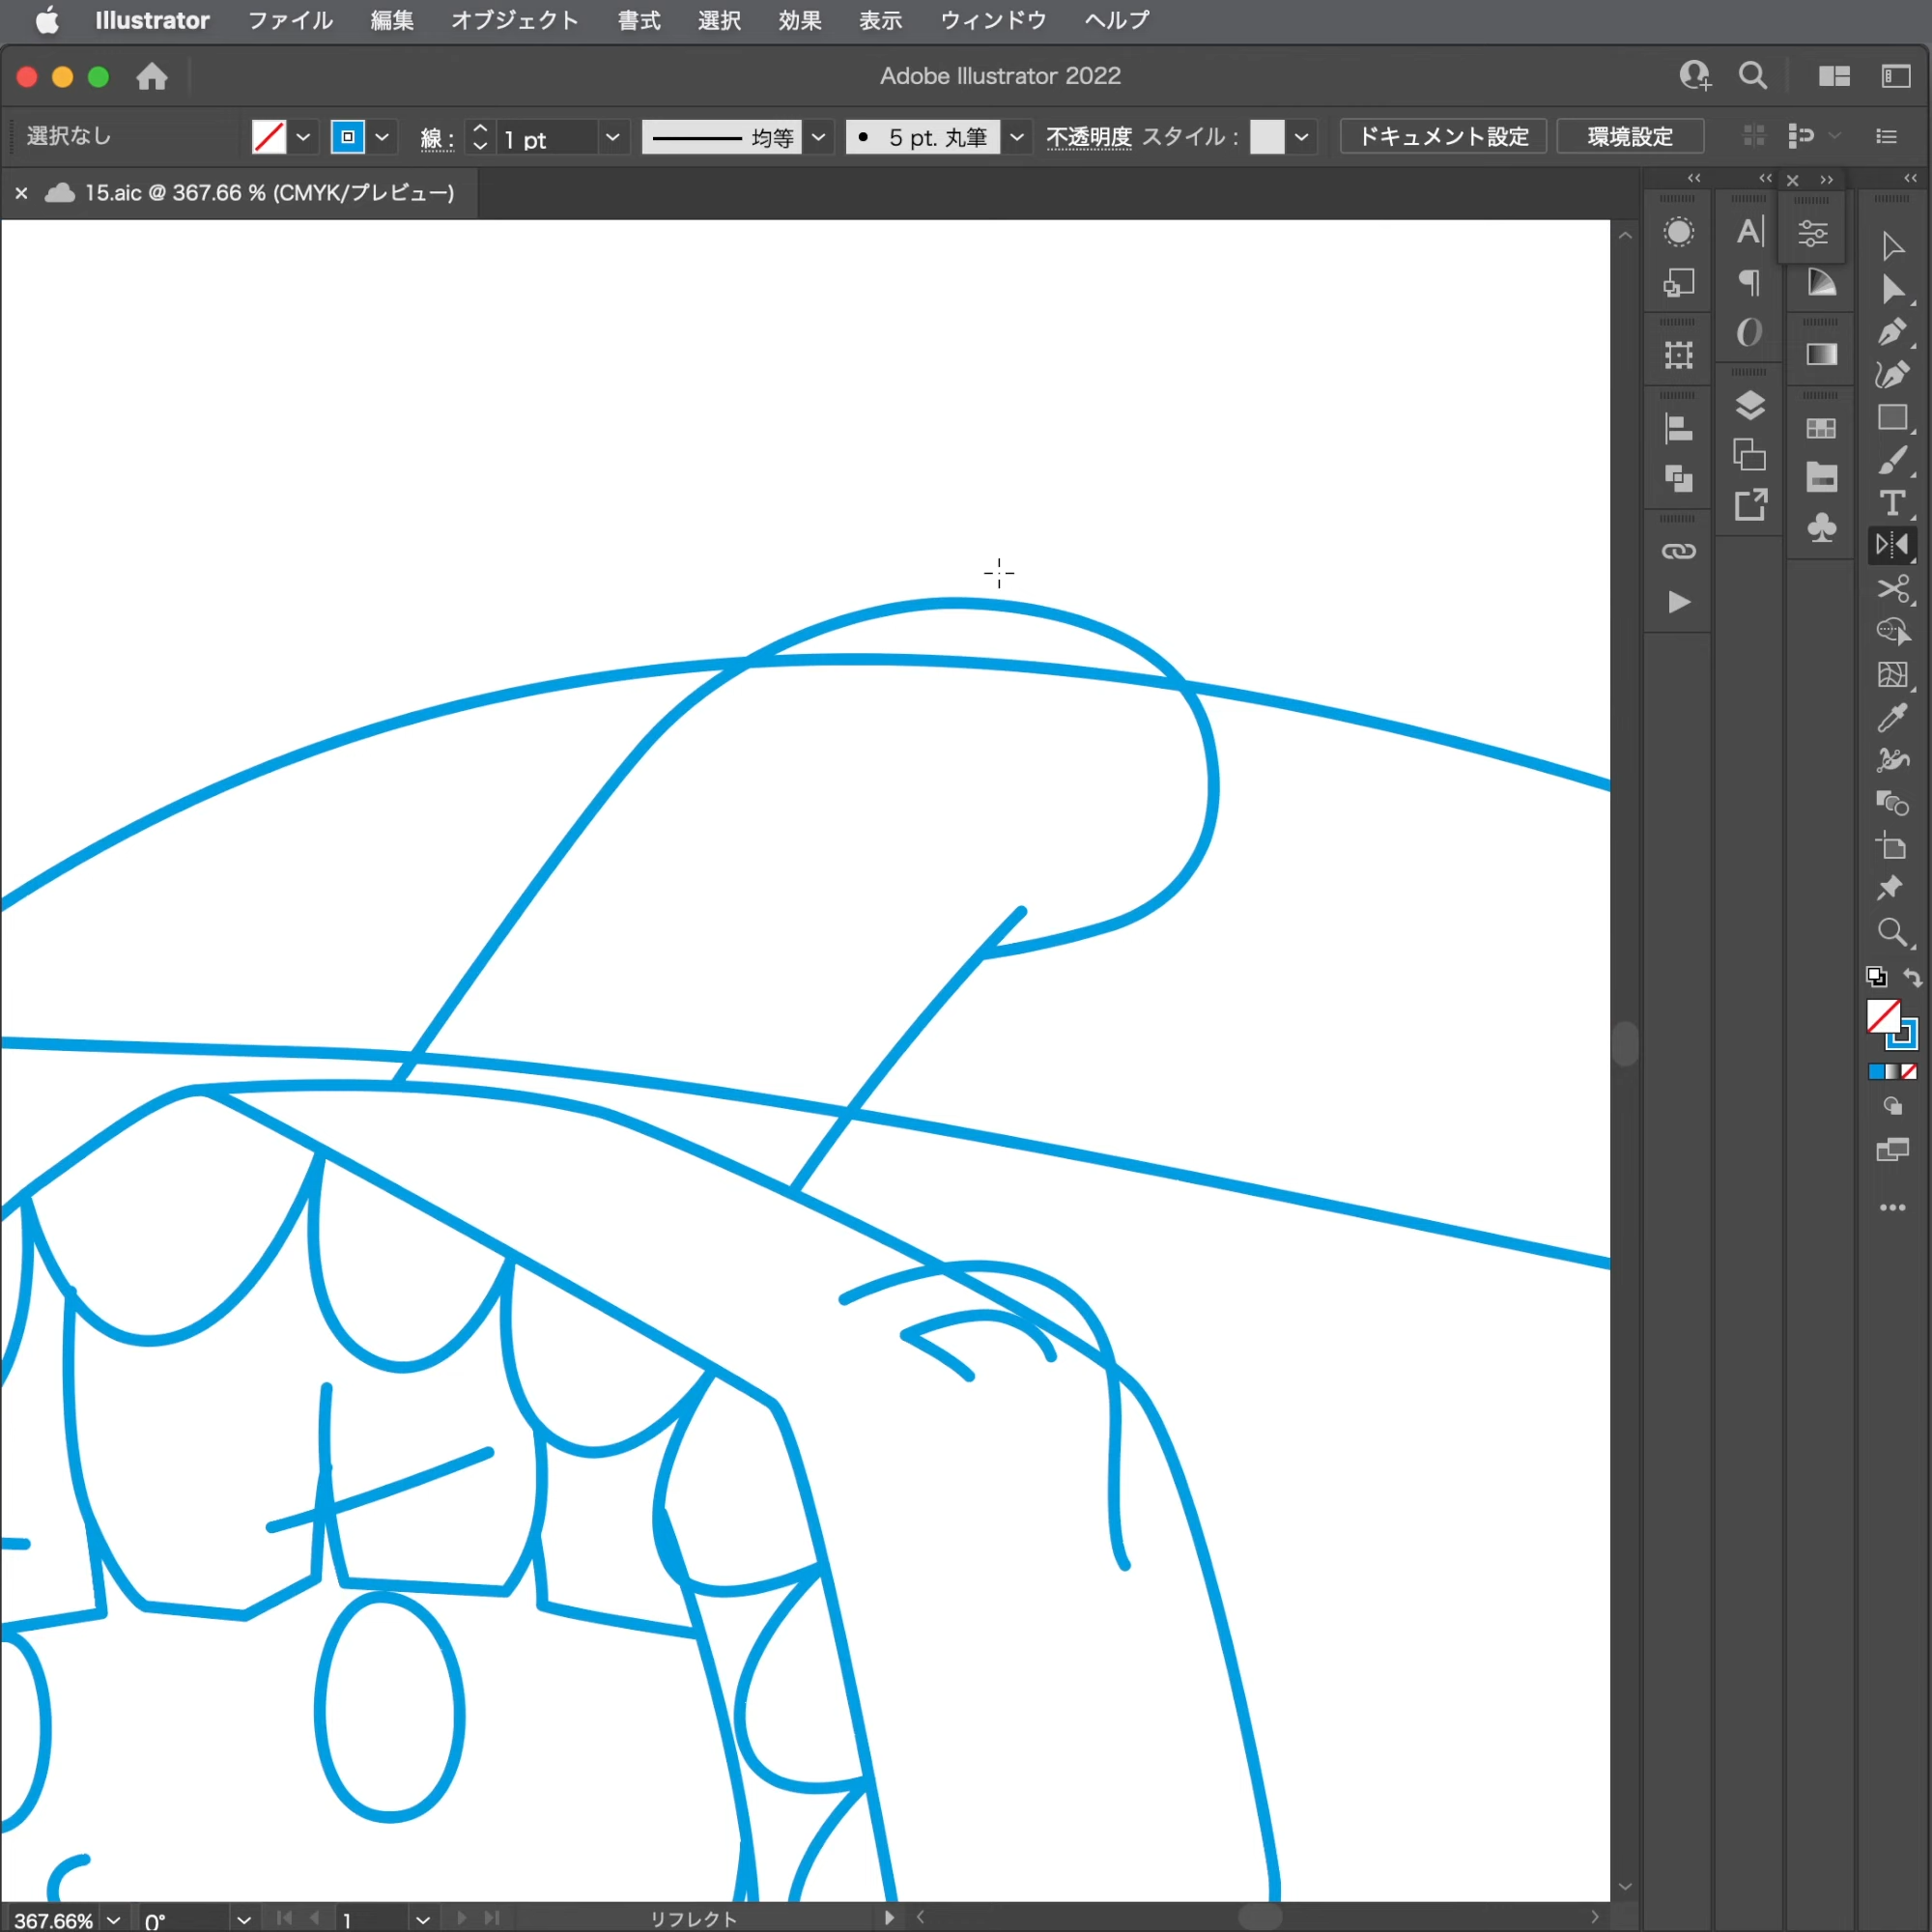 Illustrator ファイル 編集 オブジェクト 書式 選択 効果 表示 ウィンドウ ヘルプ
Adobe Illustrator 2022
選択なし 線 : 1 pt 均等 5 pt. 丸筆 不透明度 スタイル : ドキュメント設定 環境設定
15.aic @ 367.66 % (CMYK/プレビュー)
367.66% 0° 1 リフレクト